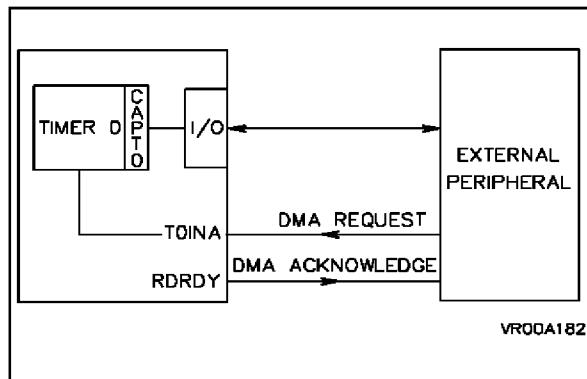 TIMER 0
CAPT0
I/O
EXTERNAL
PERIPHERAL
T0INA
DMA REQUEST
RDRDY
DMA ACKNOWLEDGE
VR00A182